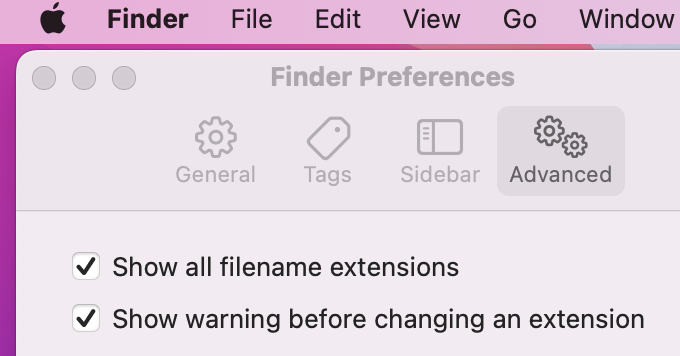 Finder File Edit View Go Window
Finder Preferences
General Tags Sidebar Advanced
Show all filename extensions
Show warning before changing an extension